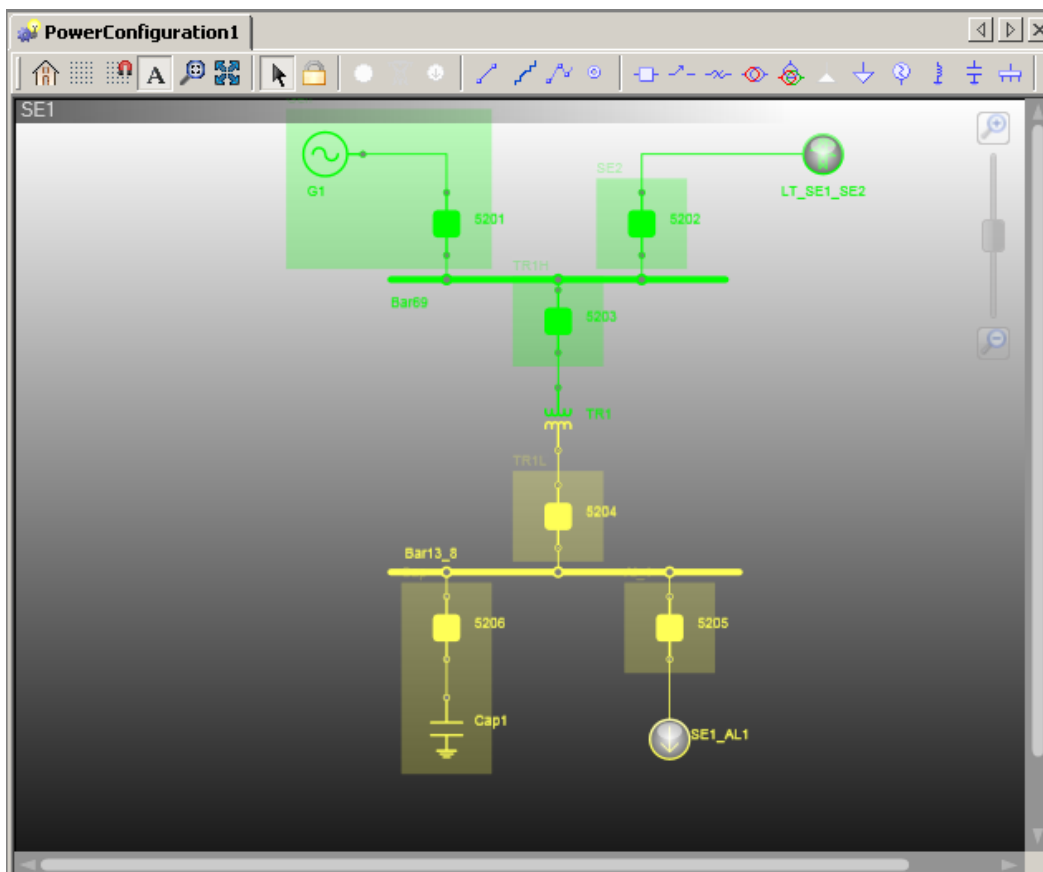 PowerConfiguration1
A
SE1
G1
5201
SE2
5202
LT_SE1_SE2
TR1H
Bar69
5203
TR1
TR1L
5204
Bar13_8
5206
5205
Cap1
SE1_AL1